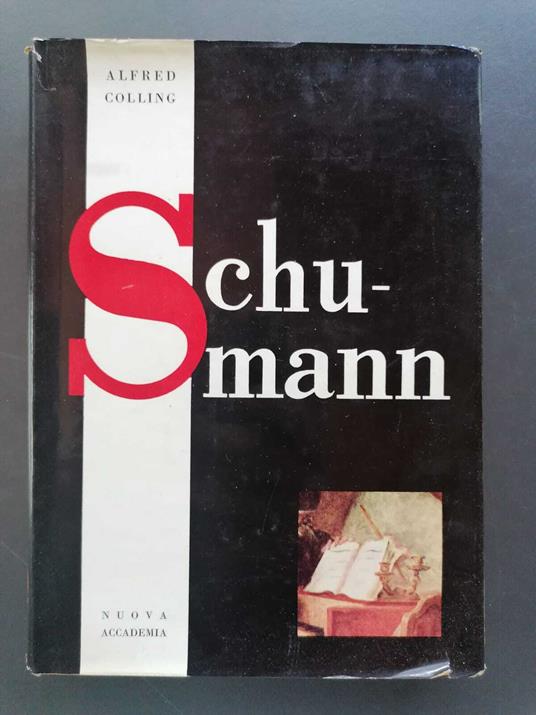 ALFRED
COLLING
Schu-
mann
NUOVA
ACCADEMIA